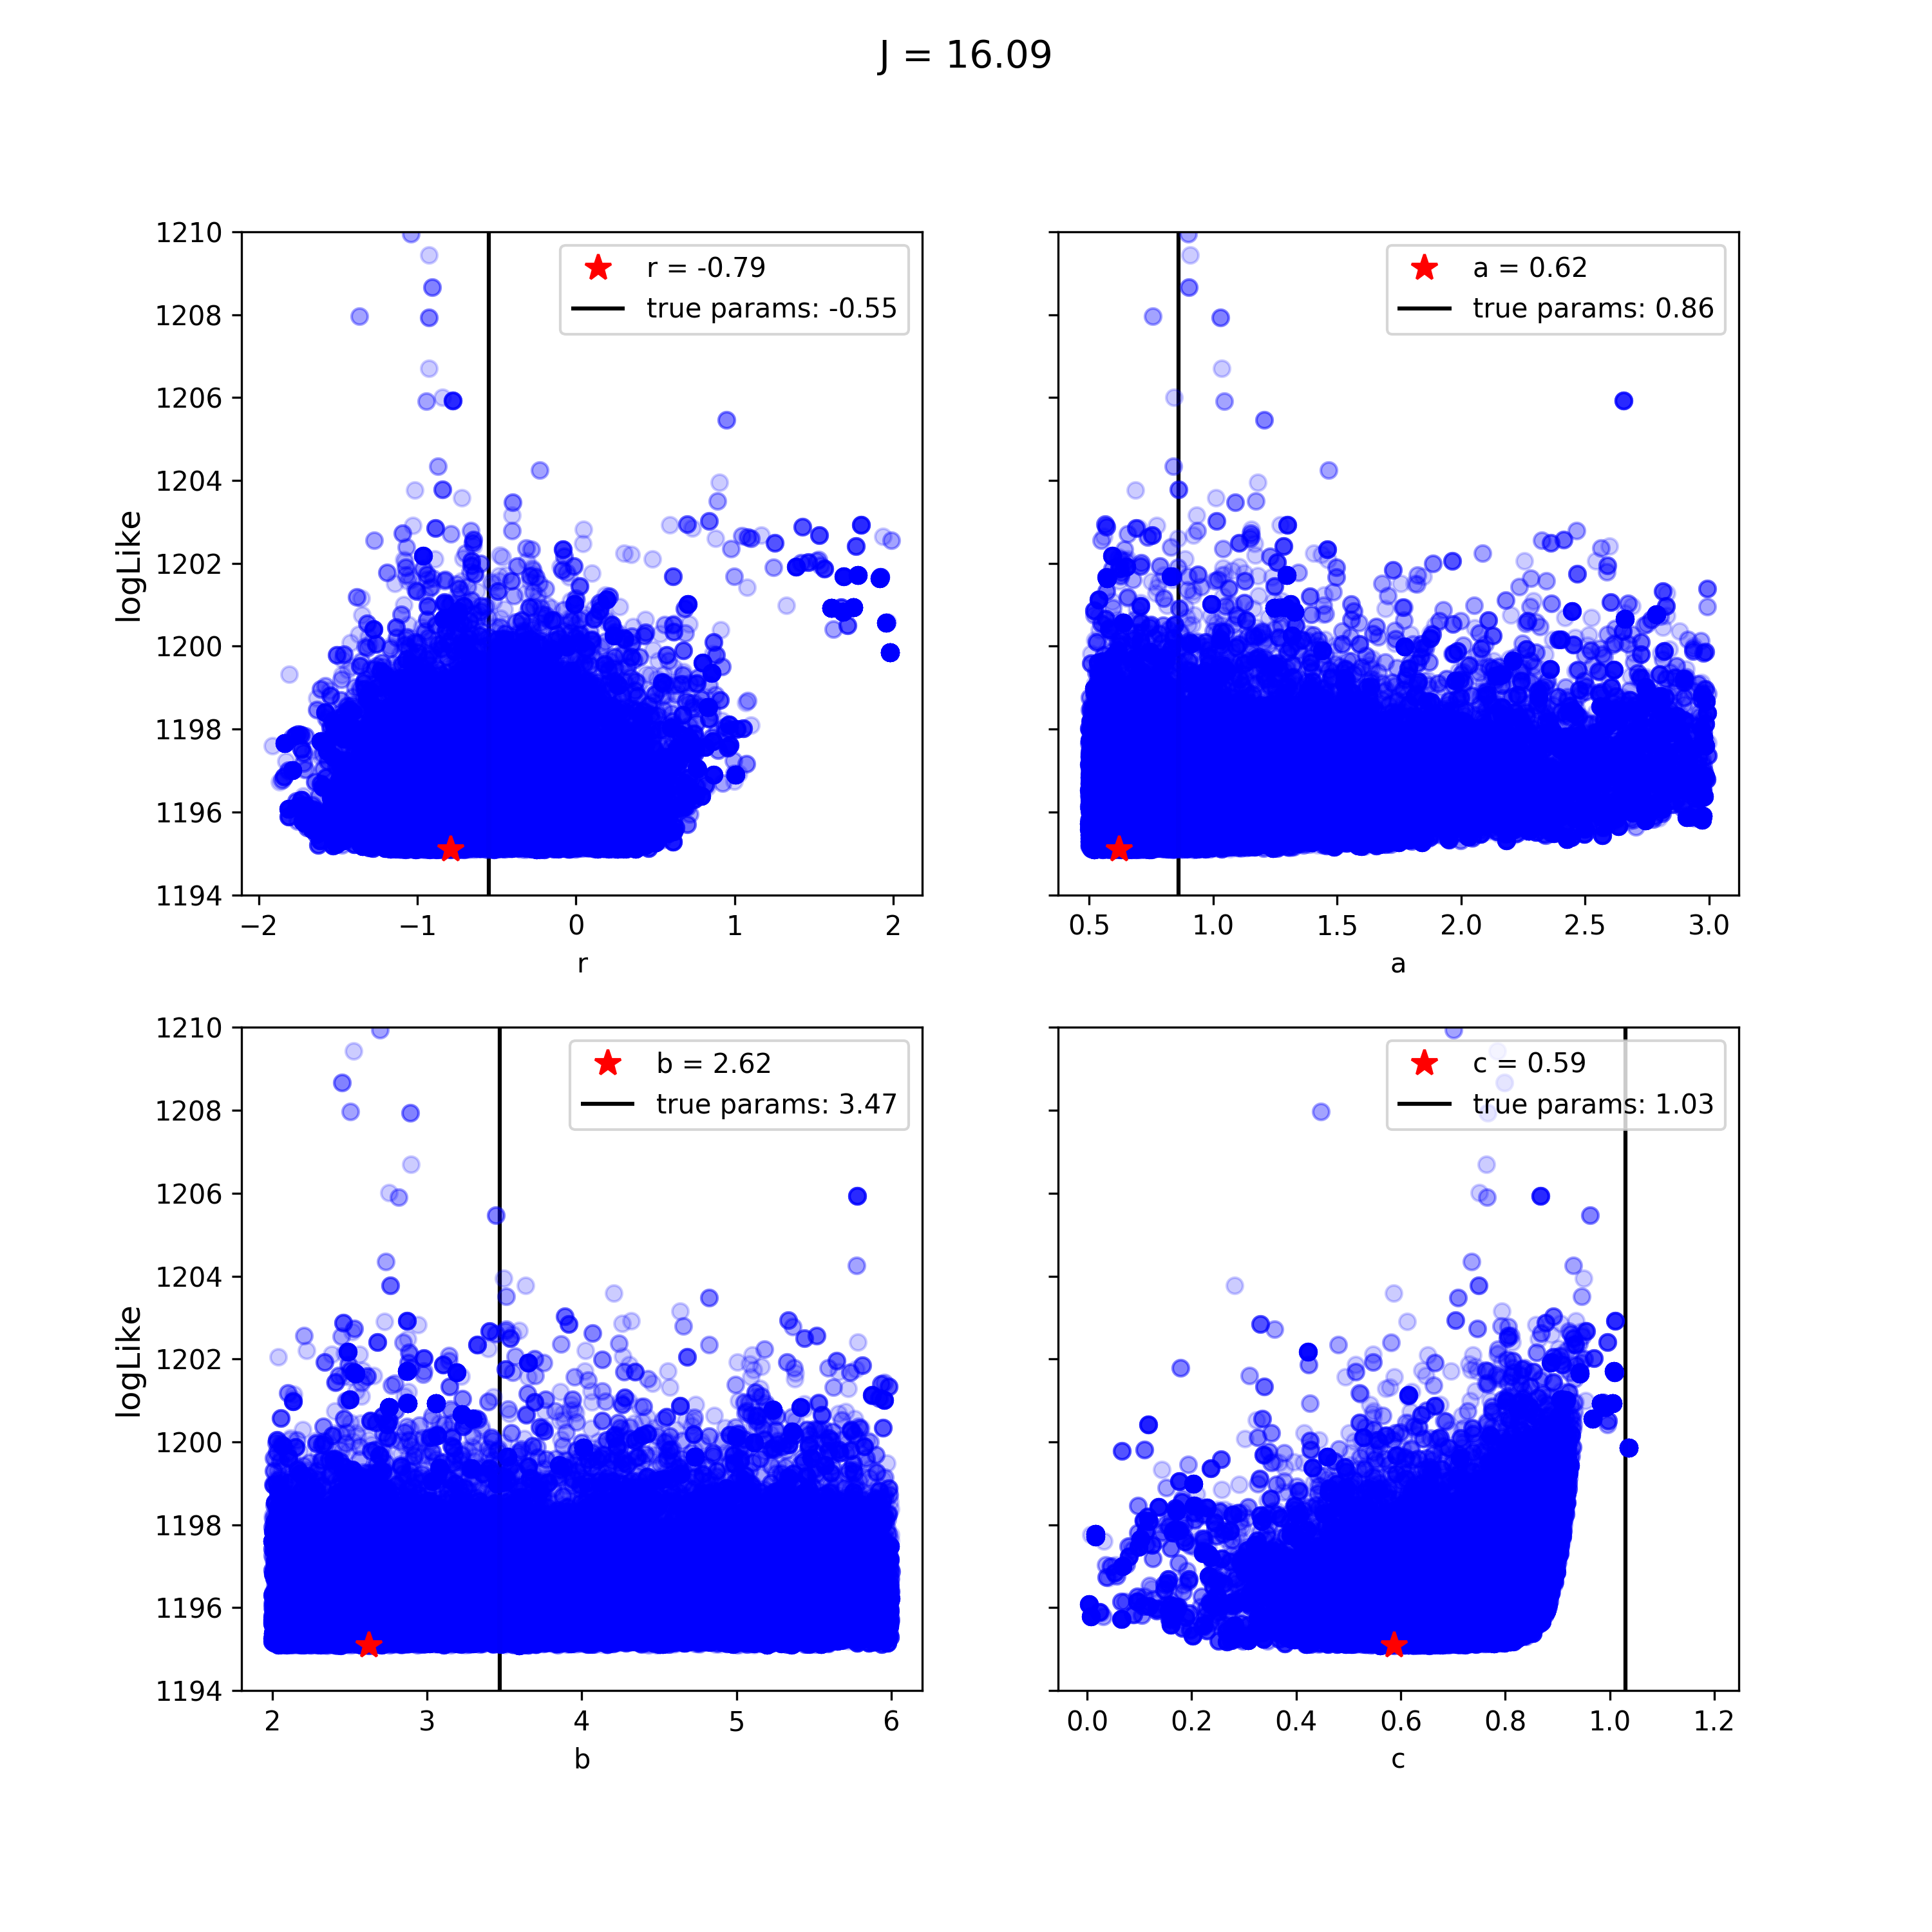 J = 16.09
1210
1208
1206
1204
1202
1200
1198
1196
1194
logLike
−2
−1
0
1
2
r
r = -0.79
true params: -0.55
0.5
1.0
1.5
2.0
2.5
3.0
a
a = 0.62
true params: 0.86
1210
1208
1206
1204
1202
1200
1198
1196
1194
logLike
2
3
4
5
6
b
b = 2.62
true params: 3.47
0.0
0.2
0.4
0.6
0.8
1.0
1.2
c
c = 0.59
true params: 1.03